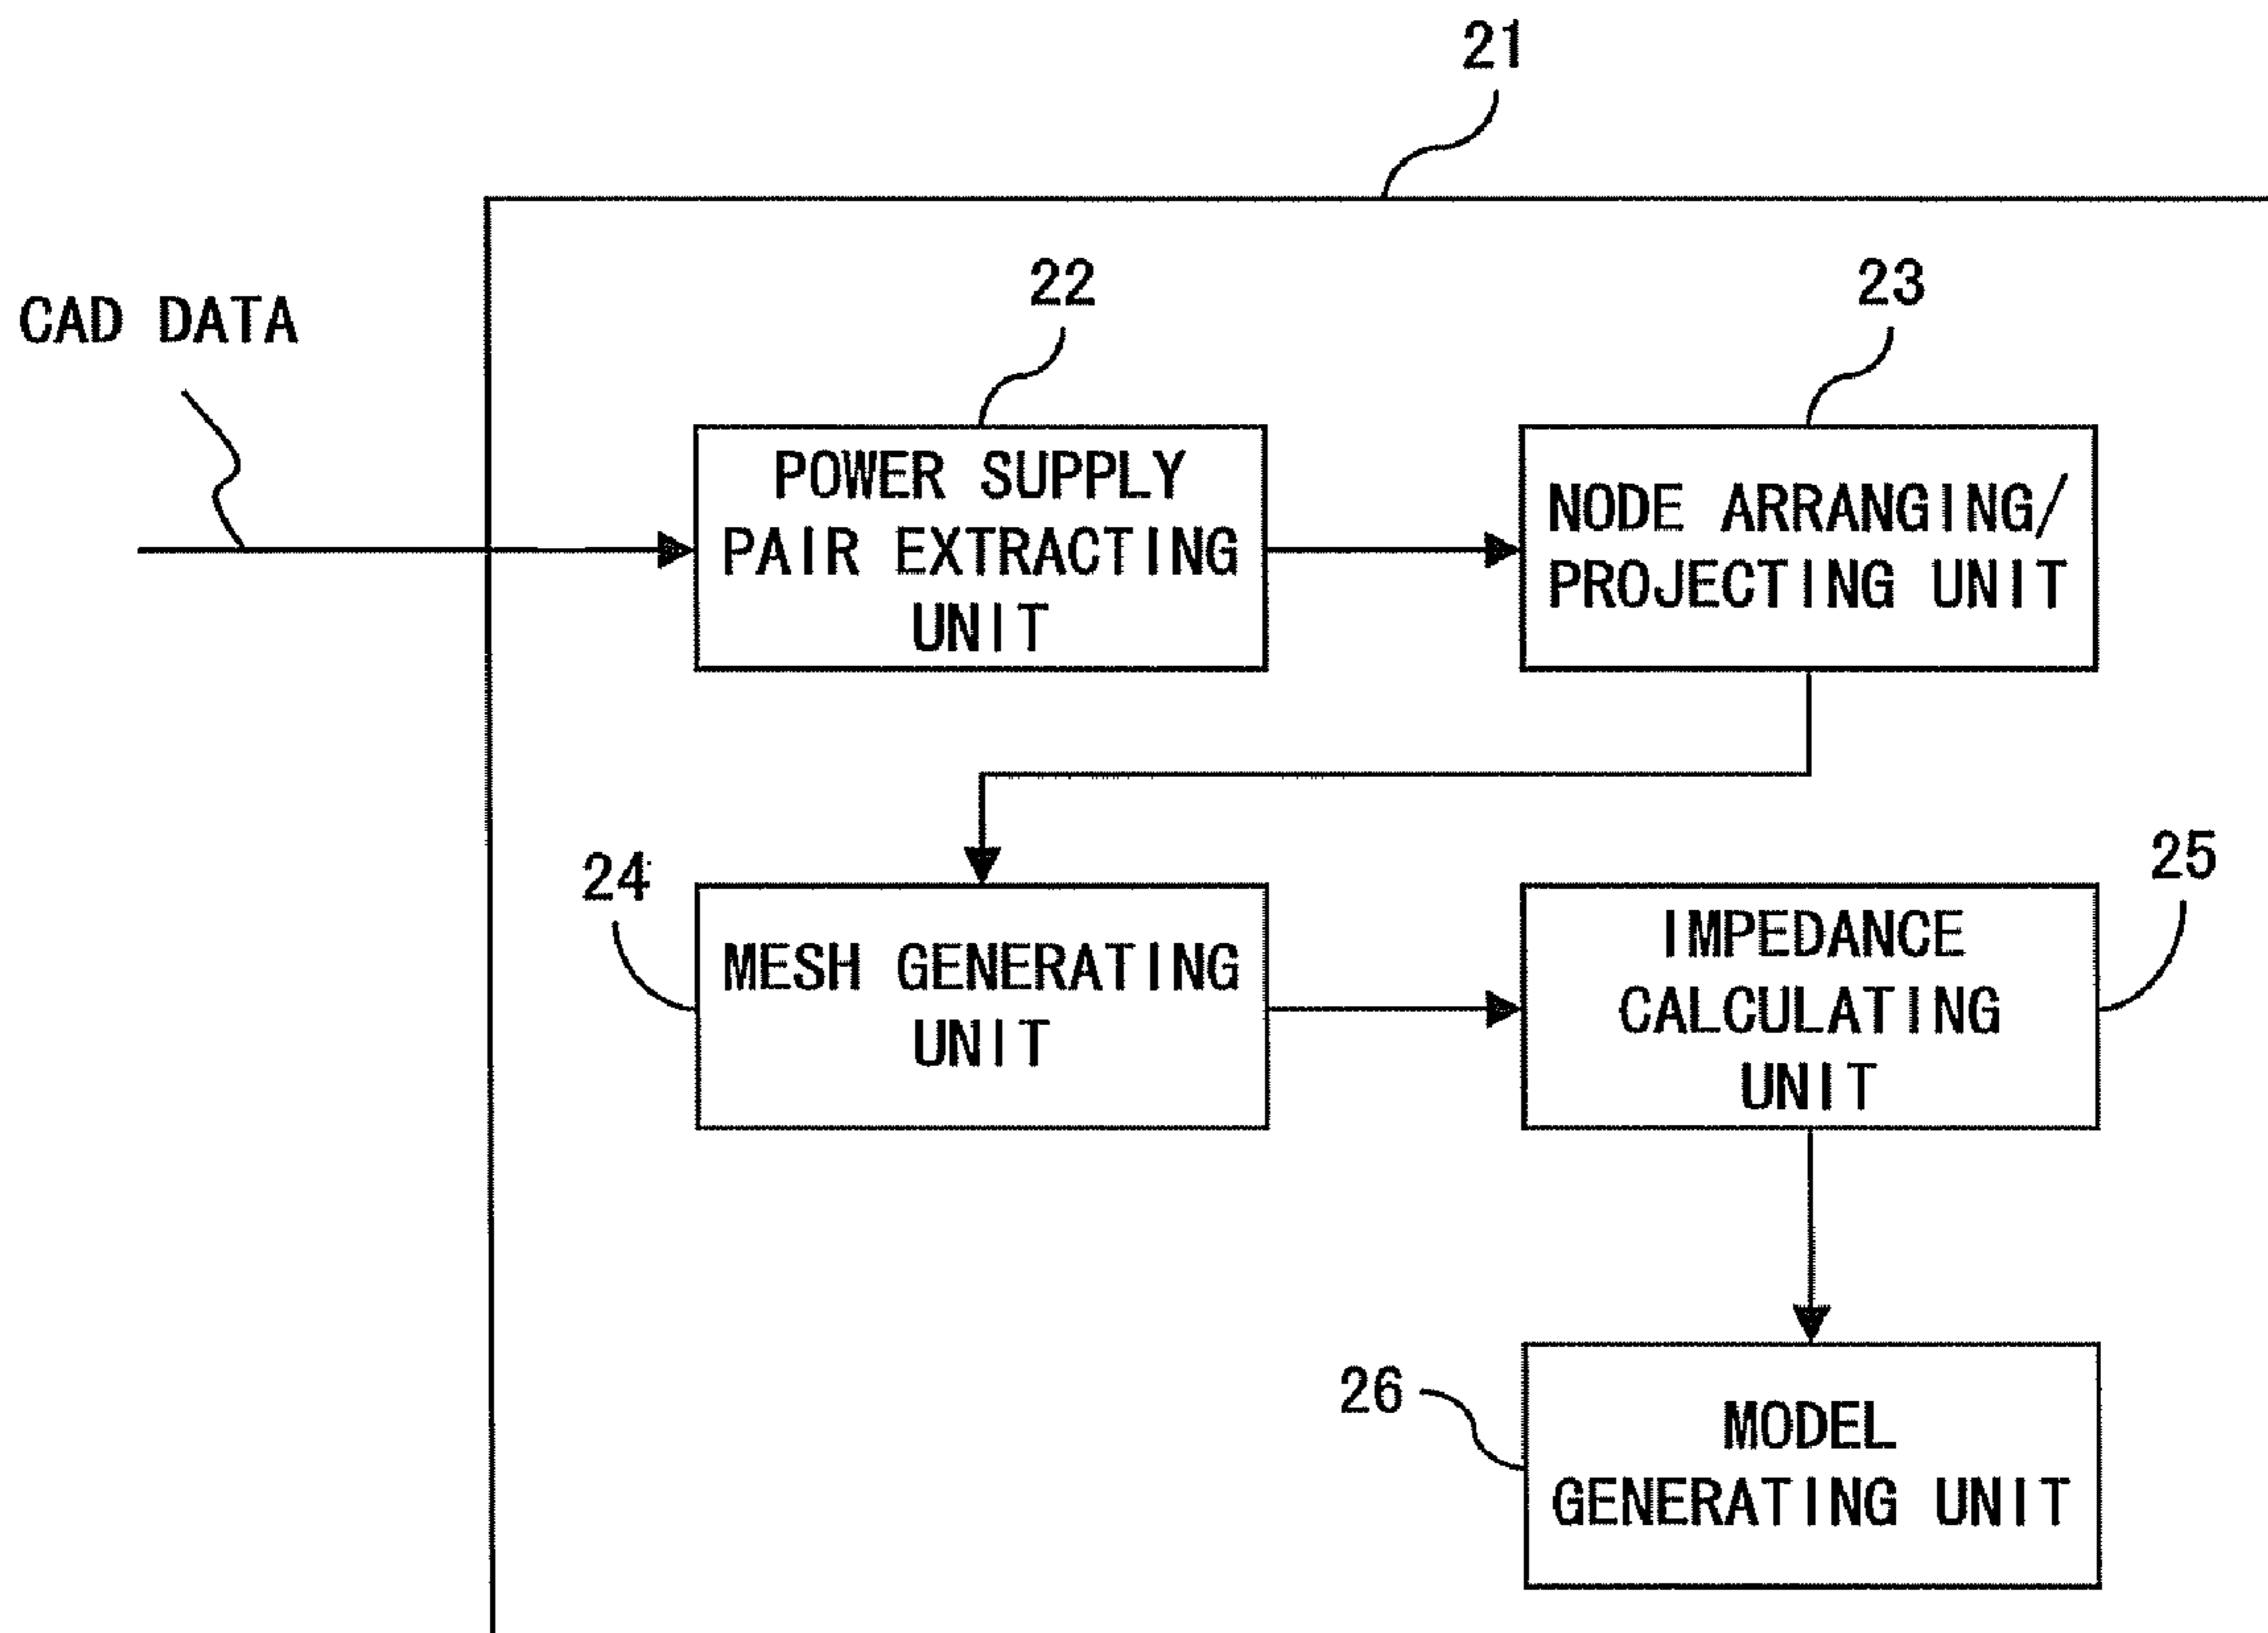 21
CAD DATA
22
23
POWER SUPPLY
PAIR EXTRACTING
UNIT
NODE ARRANGING/
PROJECTING UNIT
24
25
MESH GENERATING
UNIT
IMPEDANCE
CALCULATING
UNIT
26
MODEL
GENERATING UNIT